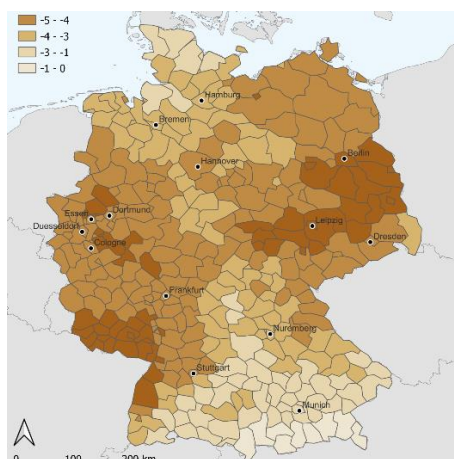 -5 - -4
-4 - -3
-3 - -1
-1 - 0
Hamburg
Bremen
Berlin
Hannover
Essen
Dortmund
Duesseldorf
Leipzig
Cologne
Dresden
Frankfurt
Nuremberg
Stuttgart
Munich
0 100 200 km